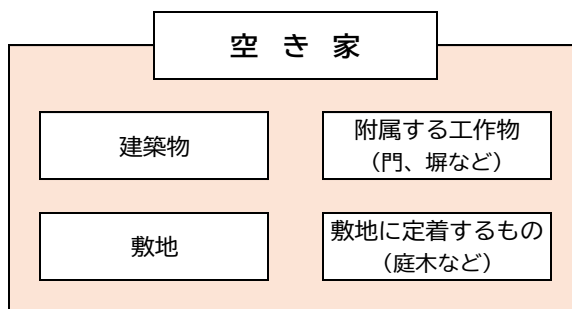 空き家
建築物
附属する工作物
（門、塀など）
敷地
敷地に定着するもの
（庭木など）